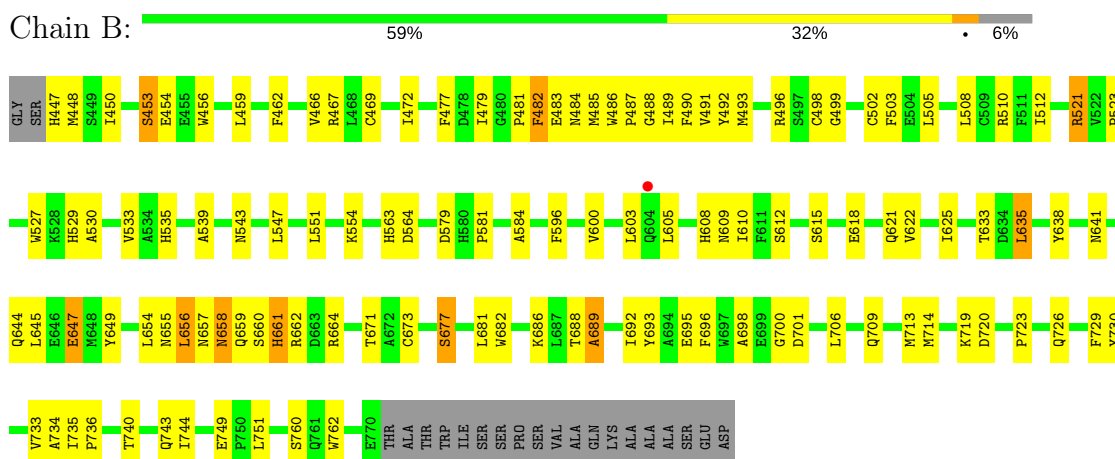 Chain B:
59% 32% • 6%
GLY SER H447 M448 S449 I450 S453 E454 E455 W456 L459 F462 V466 R467 L468 C469 I472 F477 D478 I479 G480 P481 F482 E483 N484 M485 W486 P487 G488 I489 F490 V491 Y492 M493 R496 S497 C498 G499 C502 F503 E504 L505 L508 C509 R510 F511 I512 R521 V522
W527 K528 H529 A530 V533 A534 H535 A539 N543 L547 L551 K554 H563 D564 D579 H580 P581 A584 F596 V600 L603 Q604 L605 H608 N609 I610 F611 S612 S615 E618 Q621 V622 I625 T633 D634 L635 Y638 N641
Q644 L645 E646 E647 M648 Y649 L654 N655 L656 N657 N658 Q659 S660 H661 R662 D663 R664 T671 A672 C673 S677 L681 W682 K686 L687 T688 A689 I692 Y693 A694 E695 F696 W697 A698 E699 G700 D701 L706 Q709 M713 M714 K719 D720 P723 Q726 F729
V733 A734 I735 P736 T740 Q743 I744 E749 P750 L751 S760 Q761 W762 E770 THR ALA THR TRP ILE SER SER PRO SER VAL ALA GLN LYS ALA ALA ALA SER GLU ASP